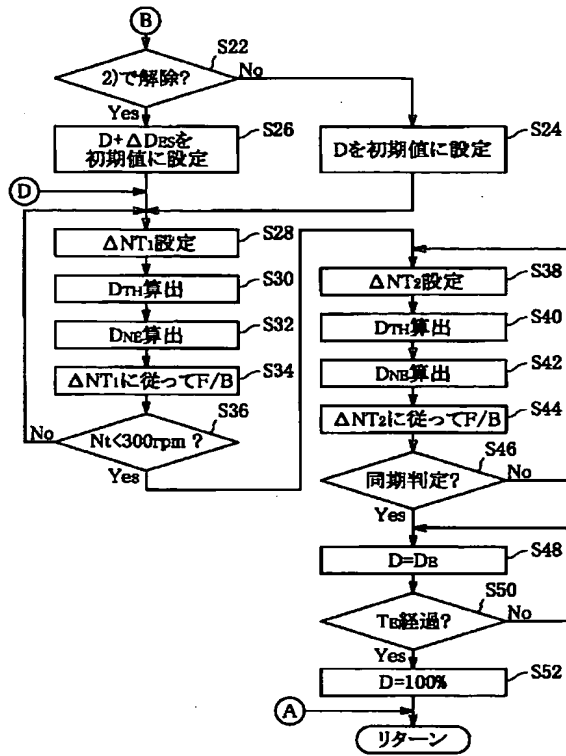 B
S22
2)で解除?
No
Yes
D+ΔDESを
初期値に設定
S26
Dを初期値に設定
S24
D
ΔNT1設定
S28
DTH算出
S30
DNE算出
S32
ΔNT1に従ってF/B
S34
S36
Nt<300rpm?
No
Yes
ΔNT2設定
S38
DTH算出
S40
DNE算出
S42
ΔNT2に従ってF/B
S44
S46
同期判定?
No
Yes
D=DE
S48
S50
TE経過?
No
Yes
D=100%
S52
A
リターン